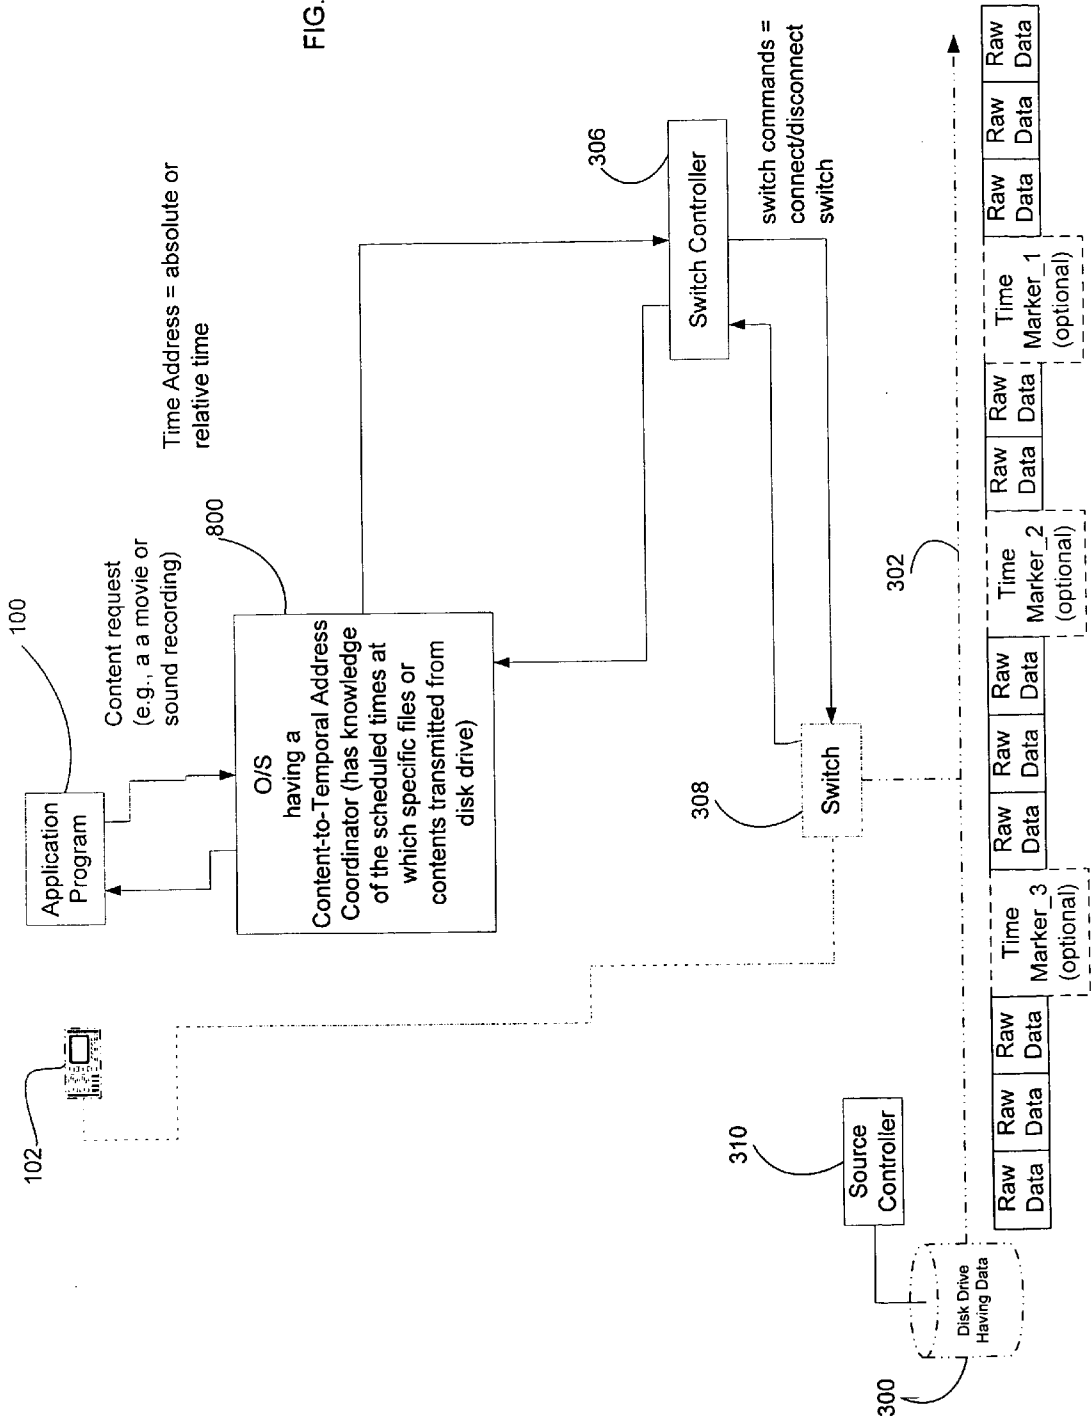 FIG.
100
Application
Program
Content request
(e.g., a a movie or
sound recording)
Time Address = absolute or
relative time
102
800
O/S
having a
Content-to-Temporal Address
Coordinator (has knowledge
of the scheduled times at
which specific files or
contents transmitted from
disk drive)
306
Switch Controller
switch commands =
connect/disconnect
switch
308
Switch
310
Source
Controller
302
300
Disk Drive
Having Data
Raw
Data
Raw
Data
Raw
Data
Time
Marker_3
(optional)
Raw
Data
Raw
Data
Raw
Data
Time
Marker_2
(optional)
Raw
Data
Raw
Data
Time
Marker_1
(optional)
Raw
Data
Raw
Data
Raw
Data